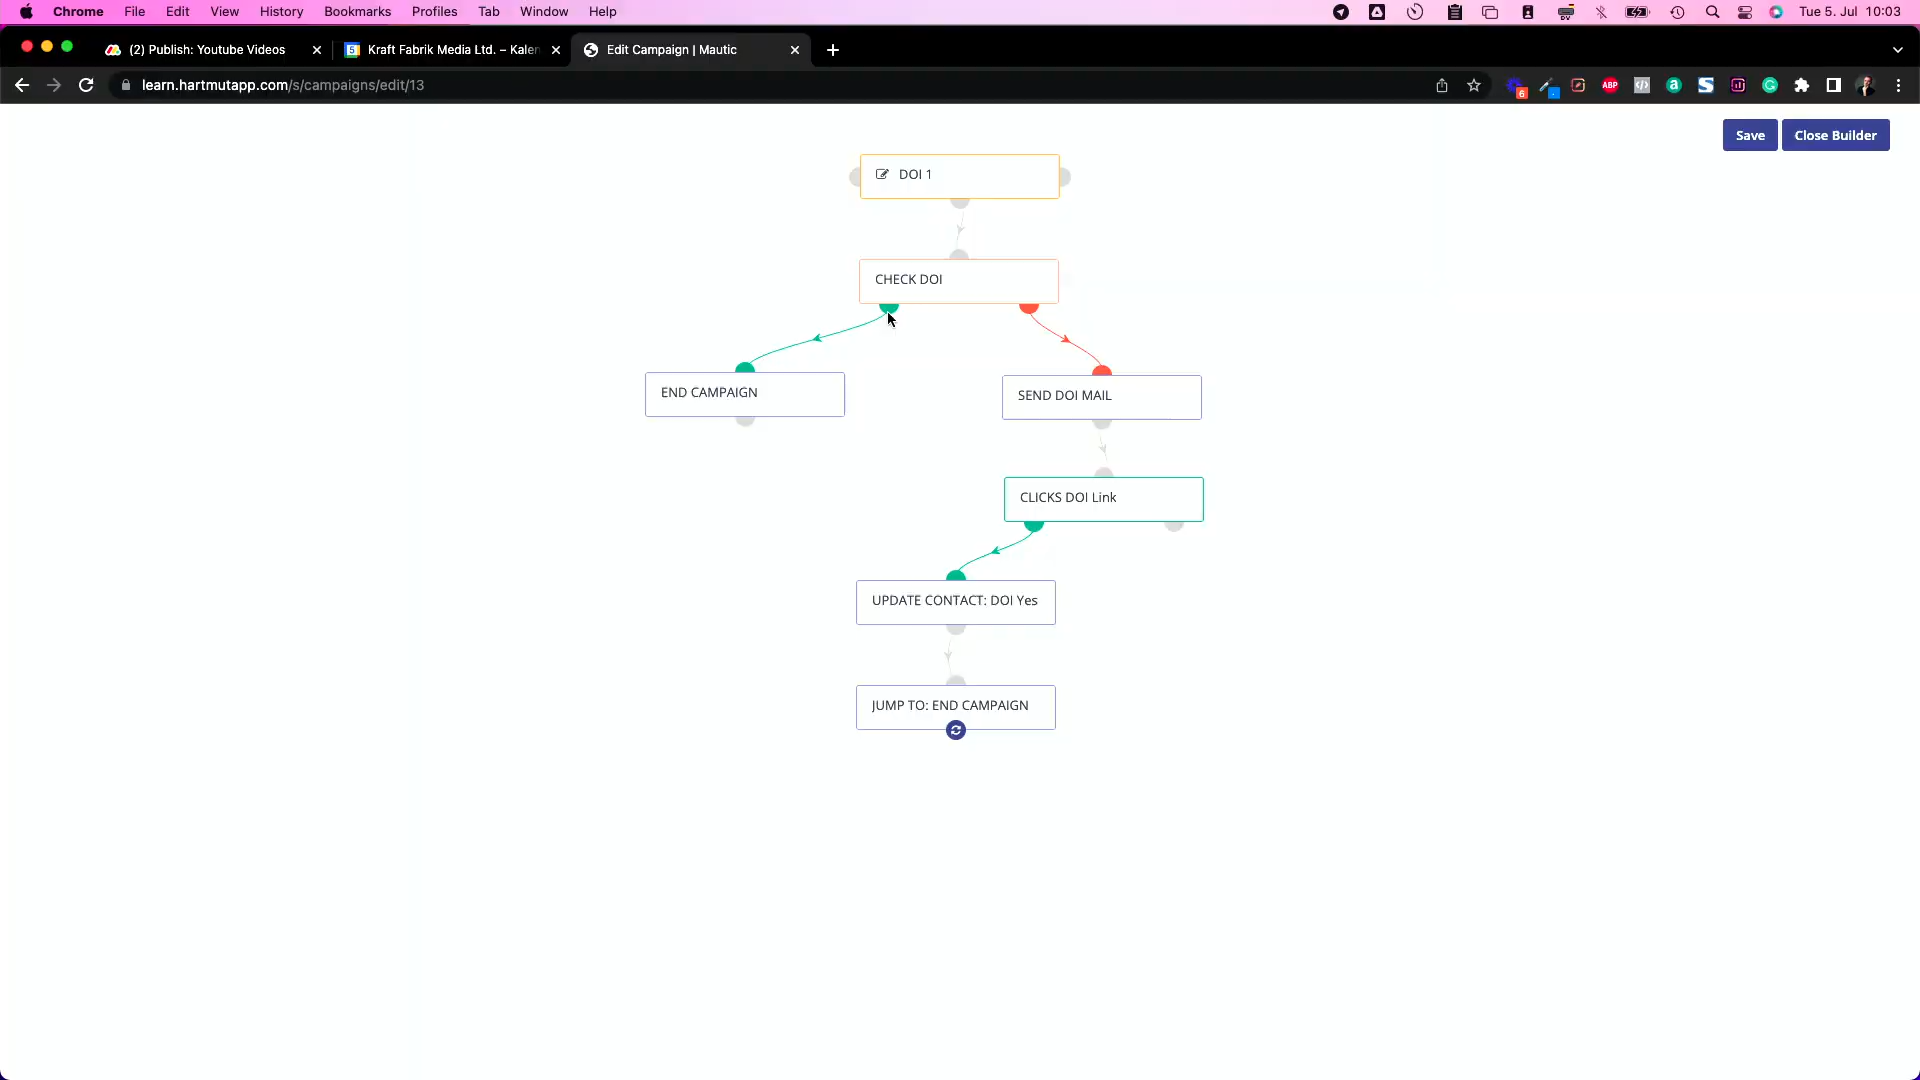 Chrome File Edit View History Bookmarks Profiles Tab Window Help Tue 5. Jul 10:03
(2) Publish: Youtube Videos Kraft Fabrik Media Ltd. – Kalen Edit Campaign | Mautic
learn.hartmutapp.com/s/campaigns/edit/13
6
ABP
Save Close Builder
DOI 1
CHECK DOI
END CAMPAIGN
SEND DOI MAIL
CLICKS DOI Link
UPDATE CONTACT: DOI Yes
JUMP TO: END CAMPAIGN